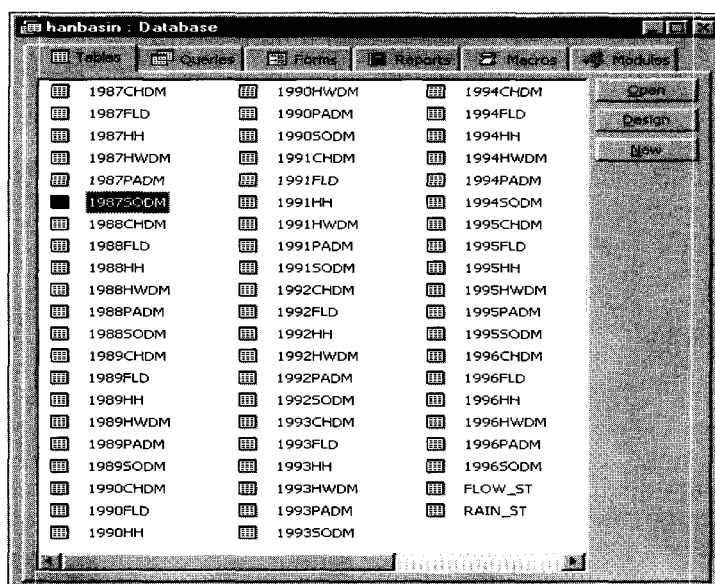 hanbasin : Database
Tables Queries Forms Reports Macros Modules
1987CHDM
1987FLD
1987HH
1987HWDM
1987PADM
1987SODM
1988CHDM
1988FLD
1988HH
1988HWDM
1988PADM
1988SODM
1989CHDM
1989FLD
1989HH
1989HWDM
1989PADM
1989SODM
1990CHDM
1990FLD
1990HH
1990HWDM
1990PADM
1990SODM
1991CHDM
1991FLD
1991HH
1991HWDM
1991PADM
1991SODM
1992CHDM
1992FLD
1992HH
1992HWDM
1992PADM
1992SODM
1993CHDM
1993FLD
1993HH
1993HWDM
1993PADM
1993SODM
1994CHDM
1994FLD
1994HH
1994HWDM
1994PADM
1994SODM
1995CHDM
1995FLD
1995HH
1995HWDM
1995PADM
1995SODM
1996CHDM
1996FLD
1996HH
1996HWDM
1996PADM
1996SODM
FLOW_ST
RAIN_ST
Open
Design
New